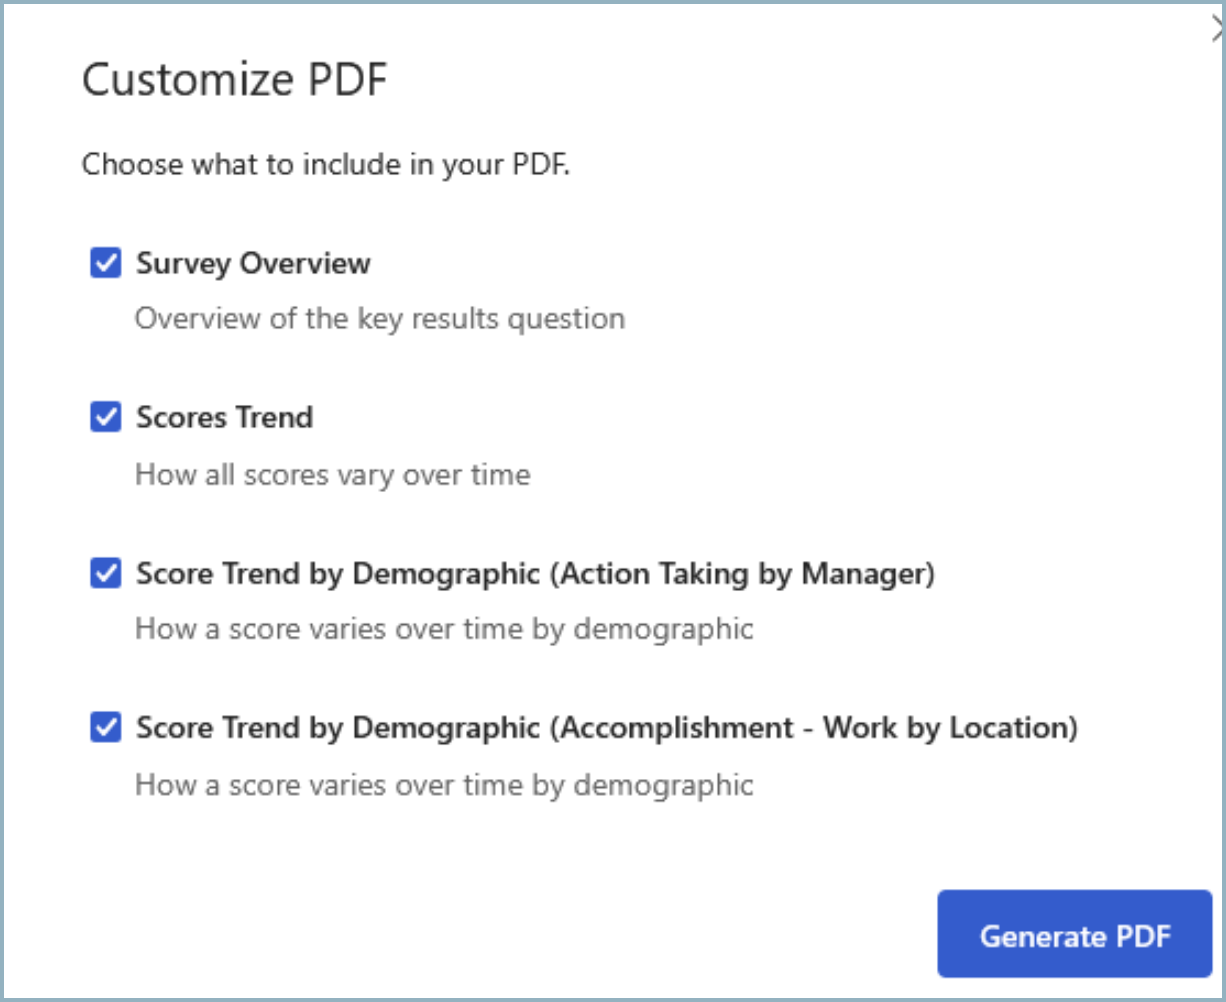 Customize PDF
Choose what to include in your PDF.
Survey Overview
Overview of the key results question
Scores Trend
How all scores vary over time
Score Trend by Demographic (Action Taking by Manager)
How a score varies over time by demographic
Score Trend by Demographic (Accomplishment - Work by Location)
How a score varies over time by demographic
Generate PDF